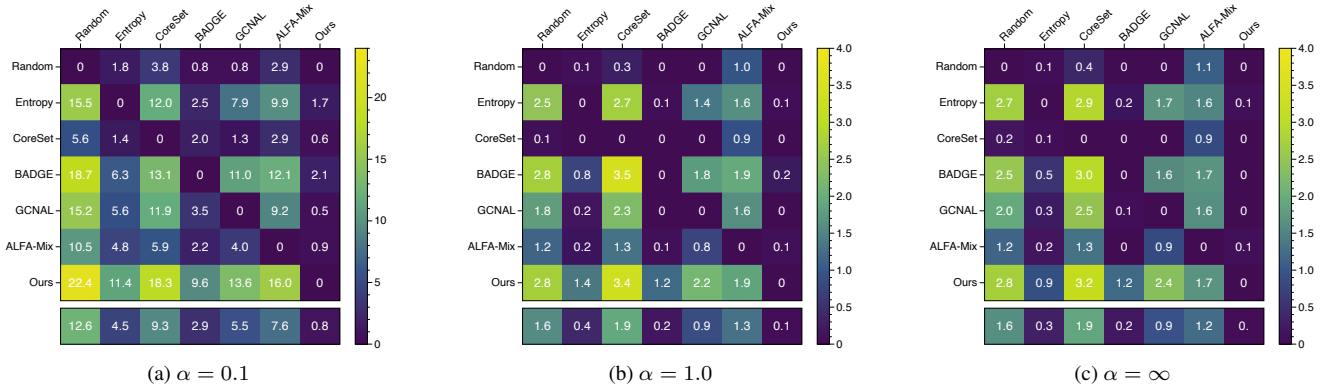 Random Entropy CoreSet BADGE GCNAL ALFA-Mix Ours
Random 0 1.8 3.8 0.8 0.8 2.9 0
Entropy 15.5 0 12.0 2.5 7.9 9.9 1.7
CoreSet 5.6 1.4 0 2.0 1.3 2.9 0.6
BADGE 18.7 6.3 13.1 0 11.0 12.1 2.1
GCNAL 15.2 5.6 11.9 3.5 0 9.2 0.5
ALFA-Mix 10.5 4.8 5.9 2.2 4.0 0 0.9
Ours 22.4 11.4 18.3 9.6 13.6 16.0 0
12.6 4.5 9.3 2.9 5.5 7.6 0.8
20
15
10
5
0
(a) α = 0.1
Random Entropy CoreSet BADGE GCNAL ALFA-Mix Ours
Random 0 0.1 0.3 0 0 1.0 0
Entropy 2.5 0 2.7 0.1 1.4 1.6 0.1
CoreSet 0.1 0 0 0 0 0.9 0
BADGE 2.8 0.8 3.5 0 1.8 1.9 0.2
GCNAL 1.8 0.2 2.3 0 0 1.6 0
ALFA-Mix 1.2 0.2 1.3 0.1 0.8 0 0.1
Ours 2.8 1.4 3.4 1.2 2.2 1.9 0
1.6 0.4 1.9 0.2 0.9 1.3 0.1
4.0
3.5
3.0
2.5
2.0
1.5
1.0
0.5
0.0
(b) α = 1.0
Random Entropy CoreSet BADGE GCNAL ALFA-Mix Ours
Random 0 0.1 0.4 0 0 1.1 0
Entropy 2.7 0 2.9 0.2 1.7 1.6 0.1
CoreSet 0.2 0.1 0 0 0 0.9 0
BADGE 2.5 0.5 3.0 0 1.6 1.7 0
GCNAL 2.0 0.3 2.5 0.1 0 1.6 0
ALFA-Mix 1.2 0.2 1.3 0 0.9 0 0.1
Ours 2.8 0.9 3.2 1.2 2.4 1.7 0
1.6 0.3 1.9 0.2 0.9 1.2 0.
4.0
3.5
3.0
2.5
2.0
1.5
1.0
0.5
0.0
(c) α = ∞